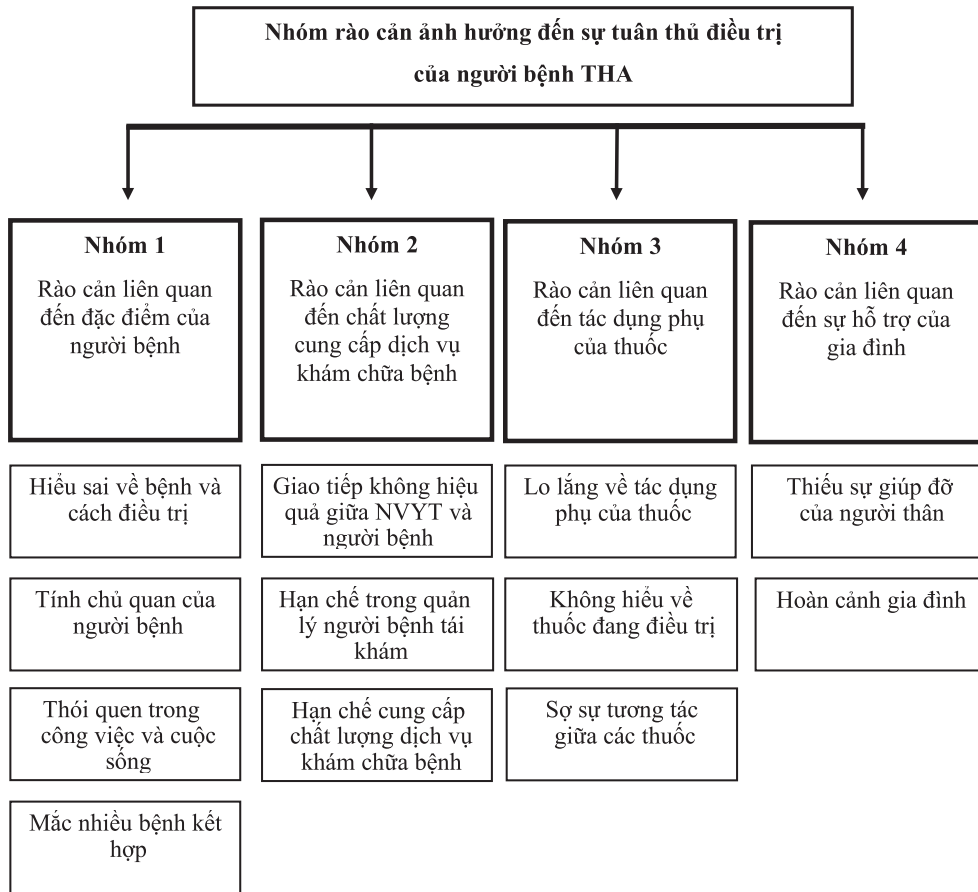 Nhóm rào cản ảnh hưởng đến sự tuân thủ điều trị
của người bệnh THA
Nhóm 1
Rào cản liên quan
đến đặc điểm của
người bệnh
Nhóm 2
Rào cản liên quan
đến chất lượng
cung cấp dịch vụ
khám chữa bệnh
Nhóm 3
Rào cản liên quan
đến tác dụng phụ
của thuốc
Nhóm 4
Rào cản liên quan
đến sự hỗ trợ của
gia đình
Hiểu sai về bệnh và
cách điều trị
Giao tiếp không hiệu
quả giữa NVYT và
người bệnh
Lo lắng về tác dụng
phụ của thuốc
Thiếu sự giúp đỡ
của người thân
Tính chủ quan của
người bệnh
Hạn chế trong quản
lý người bệnh tái
khám
Không hiểu về
thuốc đang điều trị
Hoàn cảnh gia đình
Thói quen trong
công việc và cuộc
sống
Hạn chế cung cấp
chất lượng dịch vụ
khám chữa bệnh
Sợ sự tương tác
giữa các thuốc
Mắc nhiều bệnh kết
hợp